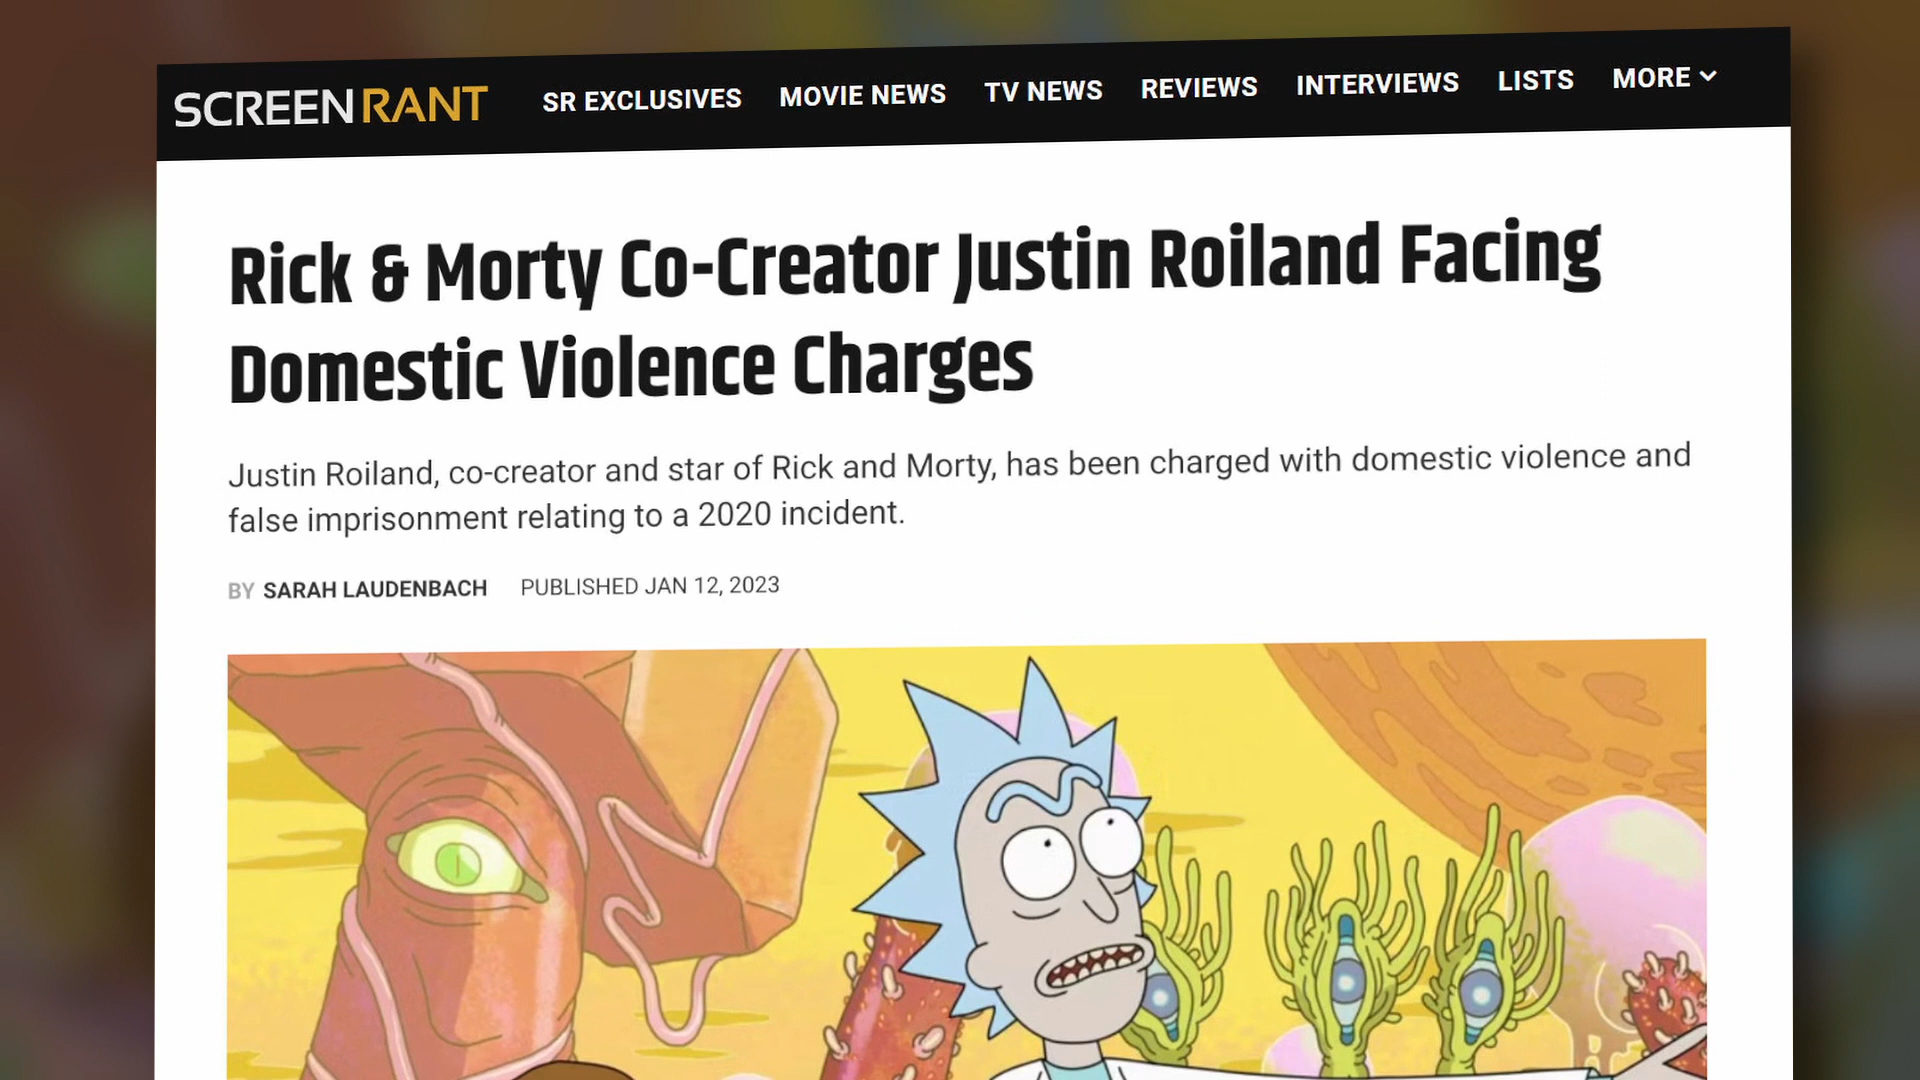 SCREENRANT SR EXCLUSIVES MOVIE NEWS TV NEWS REVIEWS INTERVIEWS LISTS MORE
Rick & Morty Co-Creator Justin Roiland Facing
Domestic Violence Charges
Justin Roiland, co-creator and star of Rick and Morty, has been charged with domestic violence and
false imprisonment relating to a 2020 incident.
BY SARAH LAUDENBACH PUBLISHED JAN 12, 2023